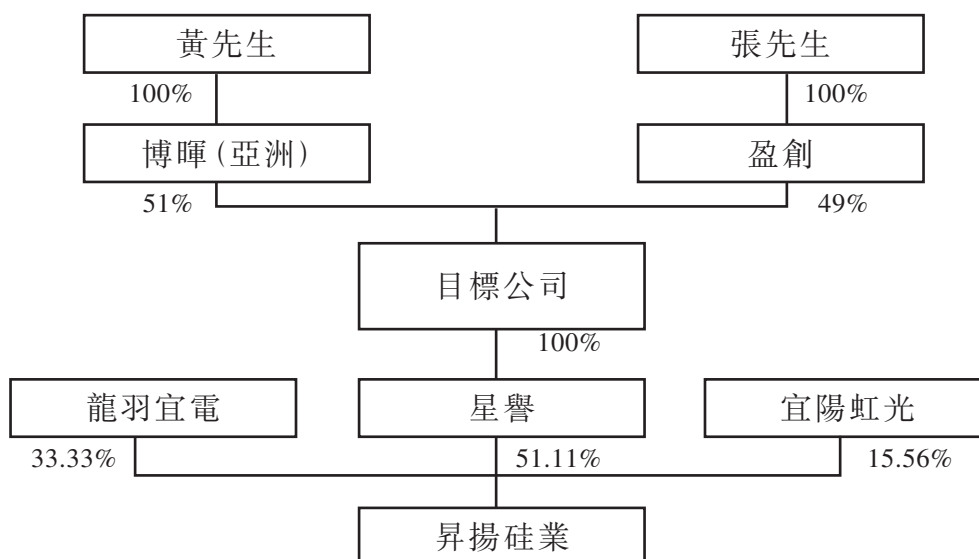 黃先生 張先生
100% 100%
博暉（亞洲） 盈創
51% 49%
目標公司
100%
龍羽宜電 星譽 宜陽虹光
33.33% 51.11% 15.56%
昇揚硅業